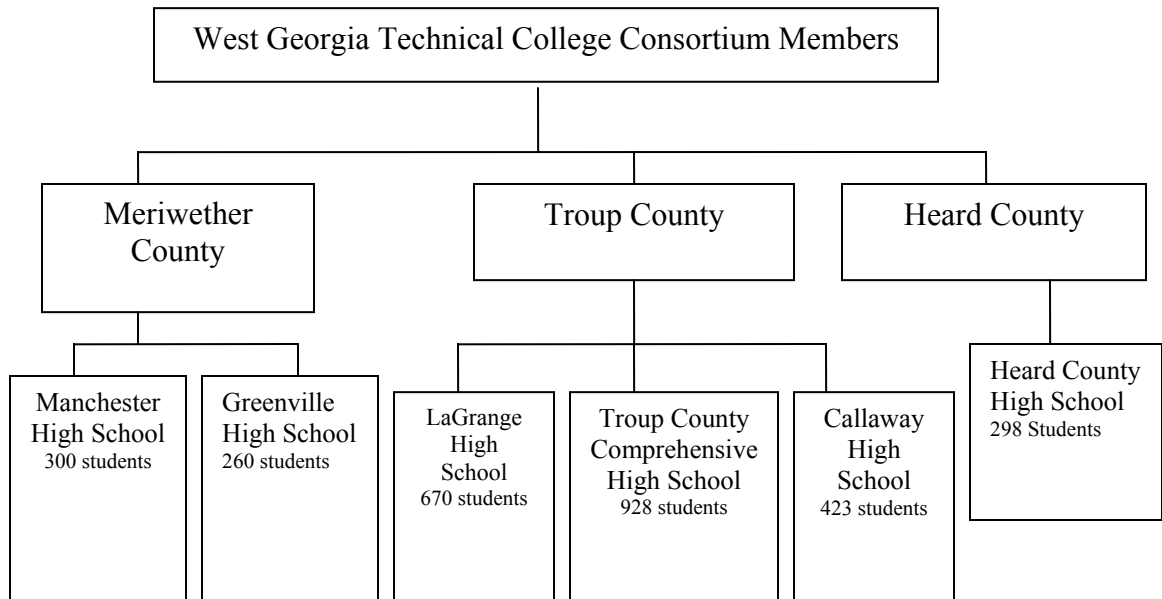 West Georgia Technical College Consortium Members
Meriwether
County
Troup County
Heard County
Manchester
High School
300 students
Greenville
High School
260 students
LaGrange
High
School
670 students
Troup County
Comprehensive
High School
928 students
Callaway
High
School
423 students
Heard County
High School
298 Students